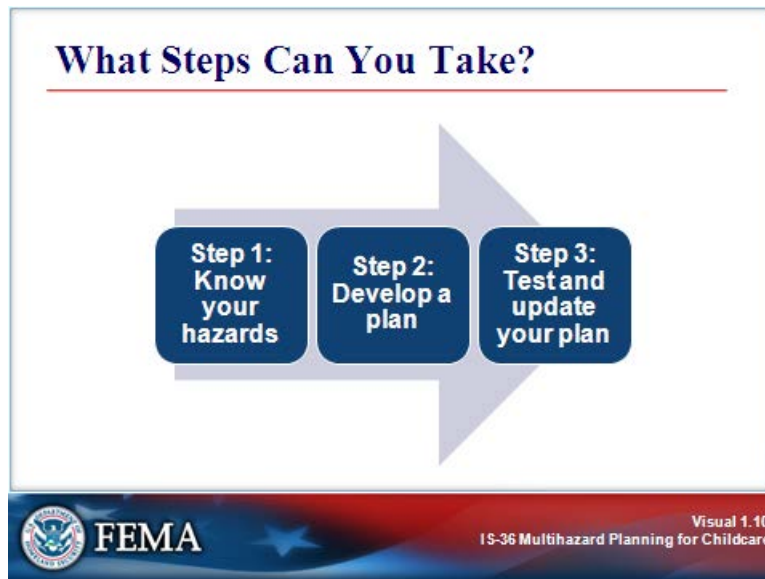 What Steps Can You Take?
Step 1:
Know
your
hazards
Step 2:
Develop a
plan
Step 3:
Test and
update
your plan
FEMA
Visual 1.10
IS-36 Multihazard Planning for Childcare